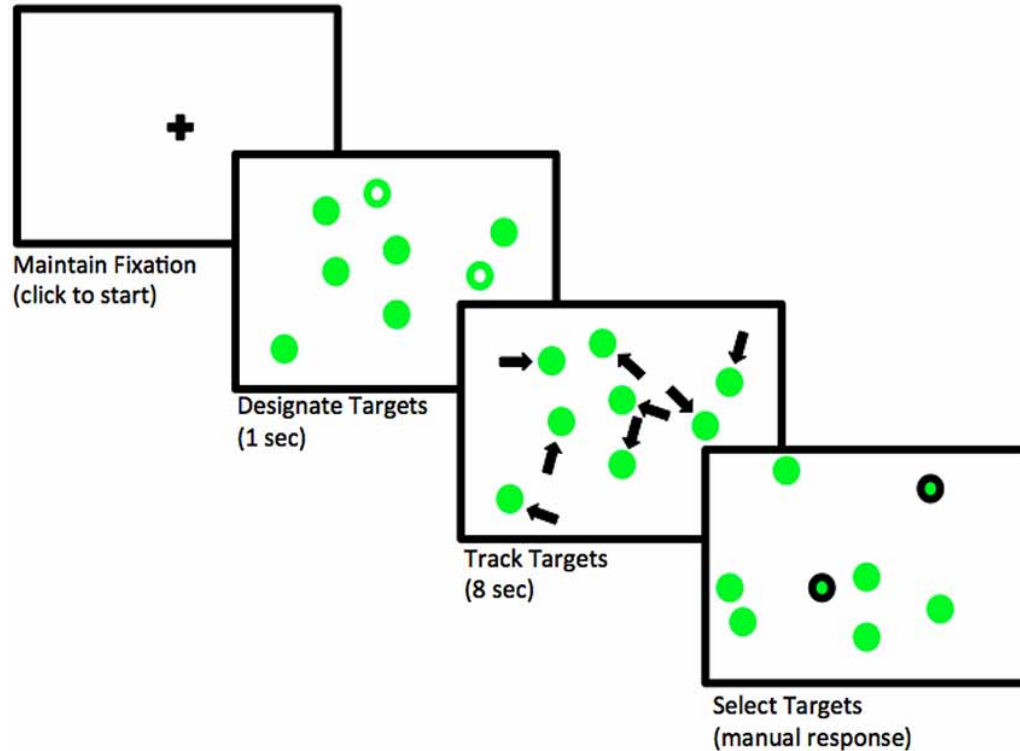 Maintain Fixation
(click to start)
Designate Targets
(1 sec)
Track Targets
(8 sec)
Select Targets
(manual response)